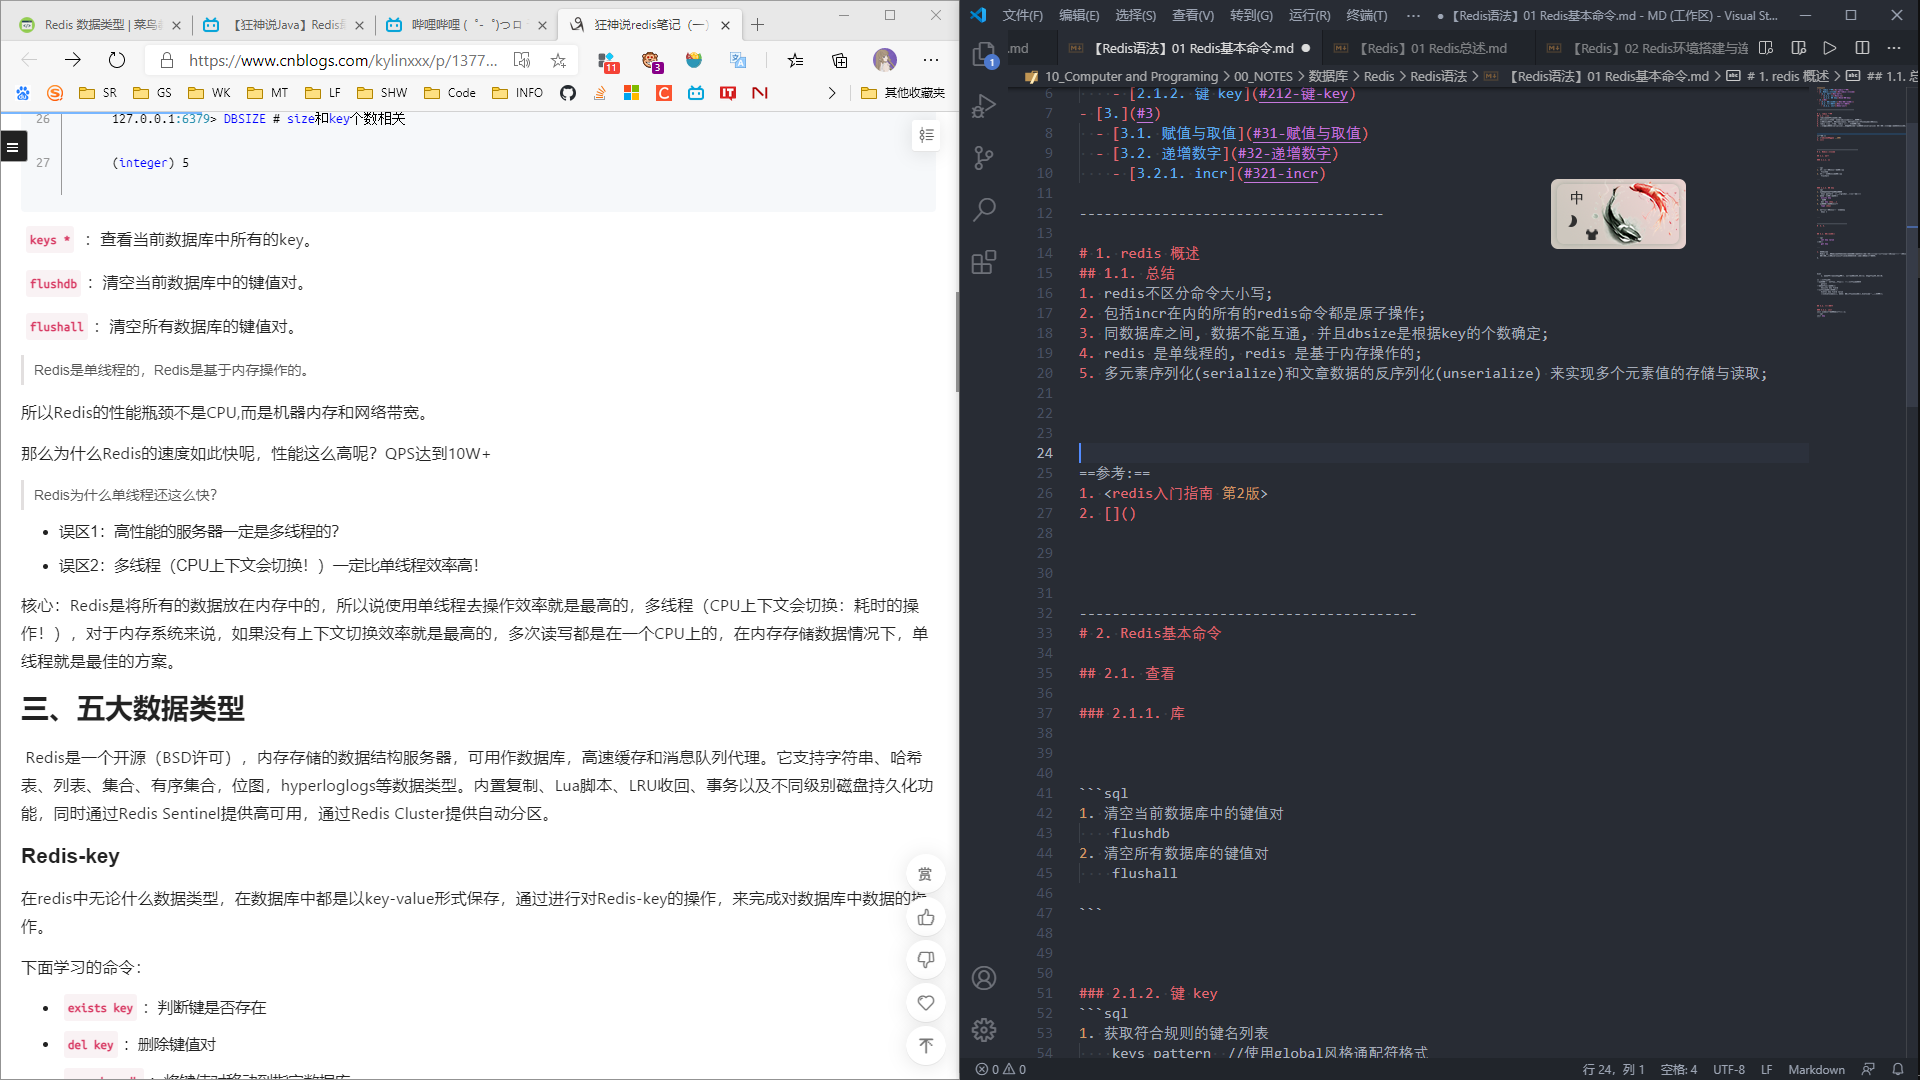 Redis 数据类型 | 菜鸟
【狂神说Java】Redis
哔哩哔哩 ( ゜- ゜)つロ
狂神说redis笔记（一）
https://www.cnblogs.com/kylinxxx/p/1377...
11
3
SR
GS
WK
MT
LF
SHW
Code
INFO
其他收藏夹
26 127.0.0.1:6379> DBSIZE # size和key个数相关
27 (integer) 5
keys * ：查看当前数据库中所有的key。
flushdb ：清空当前数据库中的键值对。
flushall ：清空所有数据库的键值对。
Redis是单线程的，Redis是基于内存操作的。
所以Redis的性能瓶颈不是CPU,而是机器内存和网络带宽。
那么为什么Redis的速度如此快呢，性能这么高呢？QPS达到10W+
Redis为什么单线程还这么快？
• 误区1：高性能的服务器一定是多线程的？
• 误区2：多线程（CPU上下文会切换！）一定比单线程效率高！
核心：Redis是将所有的数据放在内存中的，所以说使用单线程去操作效率就是最高的，多线程（CPU上下文会切换：耗时的操
作！），对于内存系统来说，如果没有上下文切换效率就是最高的，多次读写都是在一个CPU上的，在内存存储数据情况下，单
线程就是最佳的方案。
三、五大数据类型
Redis是一个开源（BSD许可），内存存储的数据结构服务器，可用作数据库，高速缓存和消息队列代理。它支持字符串、哈希
表、列表、集合、有序集合，位图，hyperloglogs等数据类型。内置复制、Lua脚本、LRU收回、事务以及不同级别磁盘持久化功
能，同时通过Redis Sentinel提供高可用，通过Redis Cluster提供自动分区。
Redis-key
在redis中无论什么数据类型，在数据库中都是以key-value形式保存，通过进行对Redis-key的操作，来完成对数据库中数据的操
作。
下面学习的命令：
• exists key ：判断键是否存在
• del key ：删除键值对
赏
文件(F) 编辑(E) 选择(S) 查看(V) 转到(G) 运行(R) 终端(T) ··· ● 【Redis语法】01 Redis基本命令.md - MD (工作区) - Visual St...
.md
【Redis语法】01 Redis基本命令.md ●
【Redis】01 Redis总述.md
【Redis】02 Redis环境搭建与连
10_Computer and Programing > 00_NOTES > 数据库 > Redis > Redis语法 > 【Redis语法】01 Redis基本命令.md > # 1. redis 概述 > ## 1.1. 总
1
6 - [2.1.2. 键 key](#212-键-key)
7 - [3.](#3)
8 - [3.1. 赋值与取值](#31-赋值与取值)
9 - [3.2. 递增数字](#32-递增数字)
10 - [3.2.1. incr](#321-incr)
11
12 -------------------------------------
13
14 # 1. redis 概述
15 ## 1.1. 总结
16 1. redis不区分命令大小写;
17 2. 包括incr在内的所有的redis命令都是原子操作;
18 3. 同数据库之间, 数据不能互通, 并且dbsize是根据key的个数确定;
19 4. redis 是单线程的, redis 是基于内存操作的;
20 5. 多元素序列化(serialize)和文章数据的反序列化(unserialize) 来实现多个元素值的存储与读取;
21
22
23
24
25 ==参考:==
26 1. <redis入门指南 第2版>
27 2. []()
28
29
30
31
32 -----------------------------------------
33 # 2. Redis基本命令
34
35 ## 2.1. 查看
36
37 ### 2.1.1. 库
38
39
40
41 ```sql
42 1. 清空当前数据库中的键值对
43 flushdb
44 2. 清空所有数据库的键值对
45 flushall
46
47 ```
48
49
50
51 ### 2.1.2. 键 key
52 ```sql
53 1. 获取符合规则的键名列表
54 keys pattern //使用global风格通配符格式
中
0 0
行 24，列 1 空格: 4 UTF-8 LF Markdown